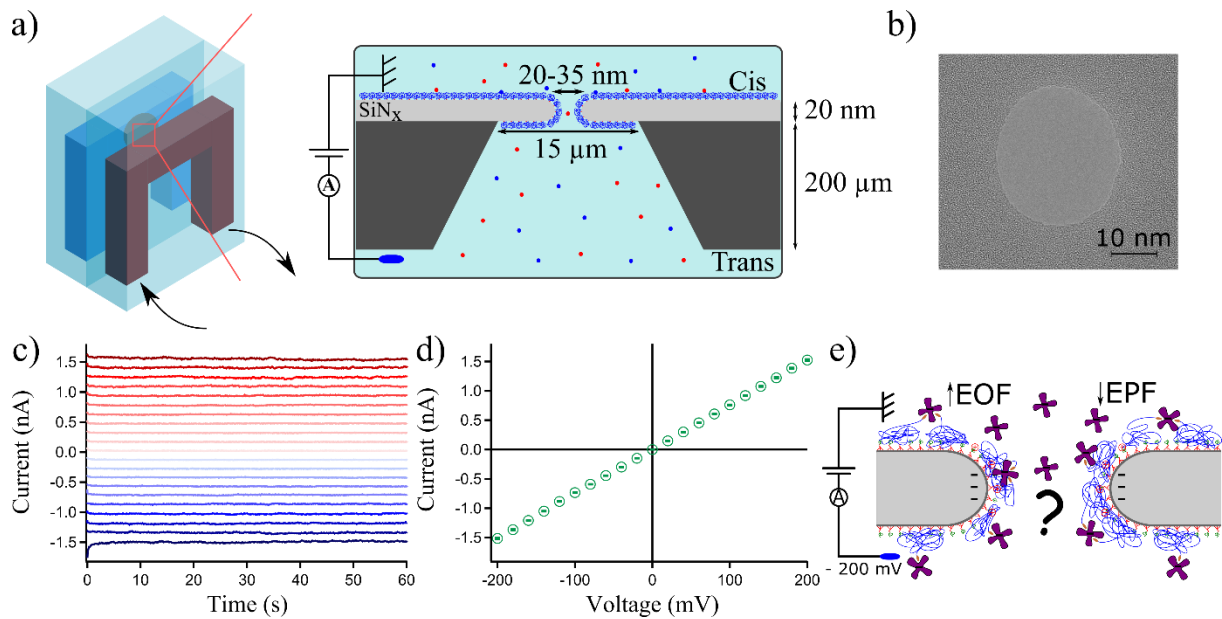 a)
20-35 nm
Cis
SiNx
20 nm
15 µm
200 µm
A
Trans
b)
10 nm
c)
Current (nA)
1.5
1.0
0.5
0.0
-0.5
-1.0
-1.5
0 10 20 30 40 50 60
Time (s)
d)
Current (nA)
1.5
1.0
0.5
0.0
-0.5
-1.0
-1.5
-200 -100 0 100 200
Voltage (mV)
e)
↑EOF ↓EPF
A
?
- 200 mV